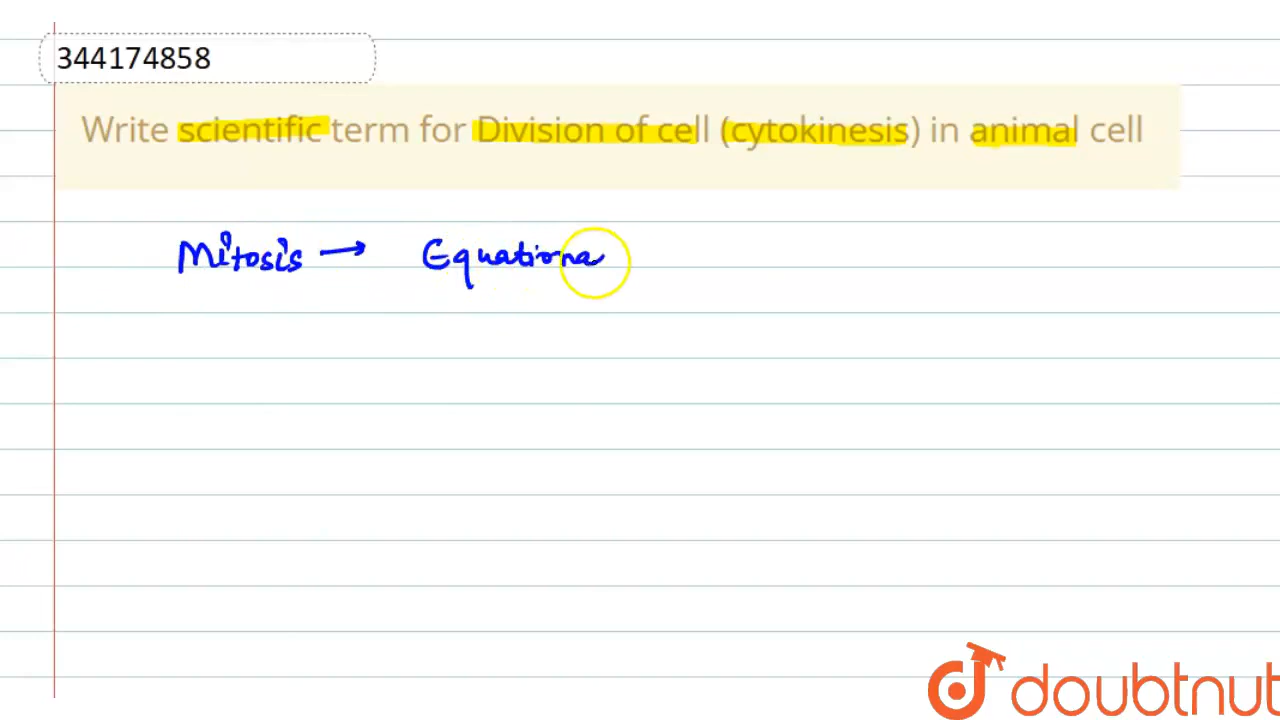 344174858
Write scientific term for Division of cell (cytokinesis) in animal cell
Mitosis → Equationa
doubtnut